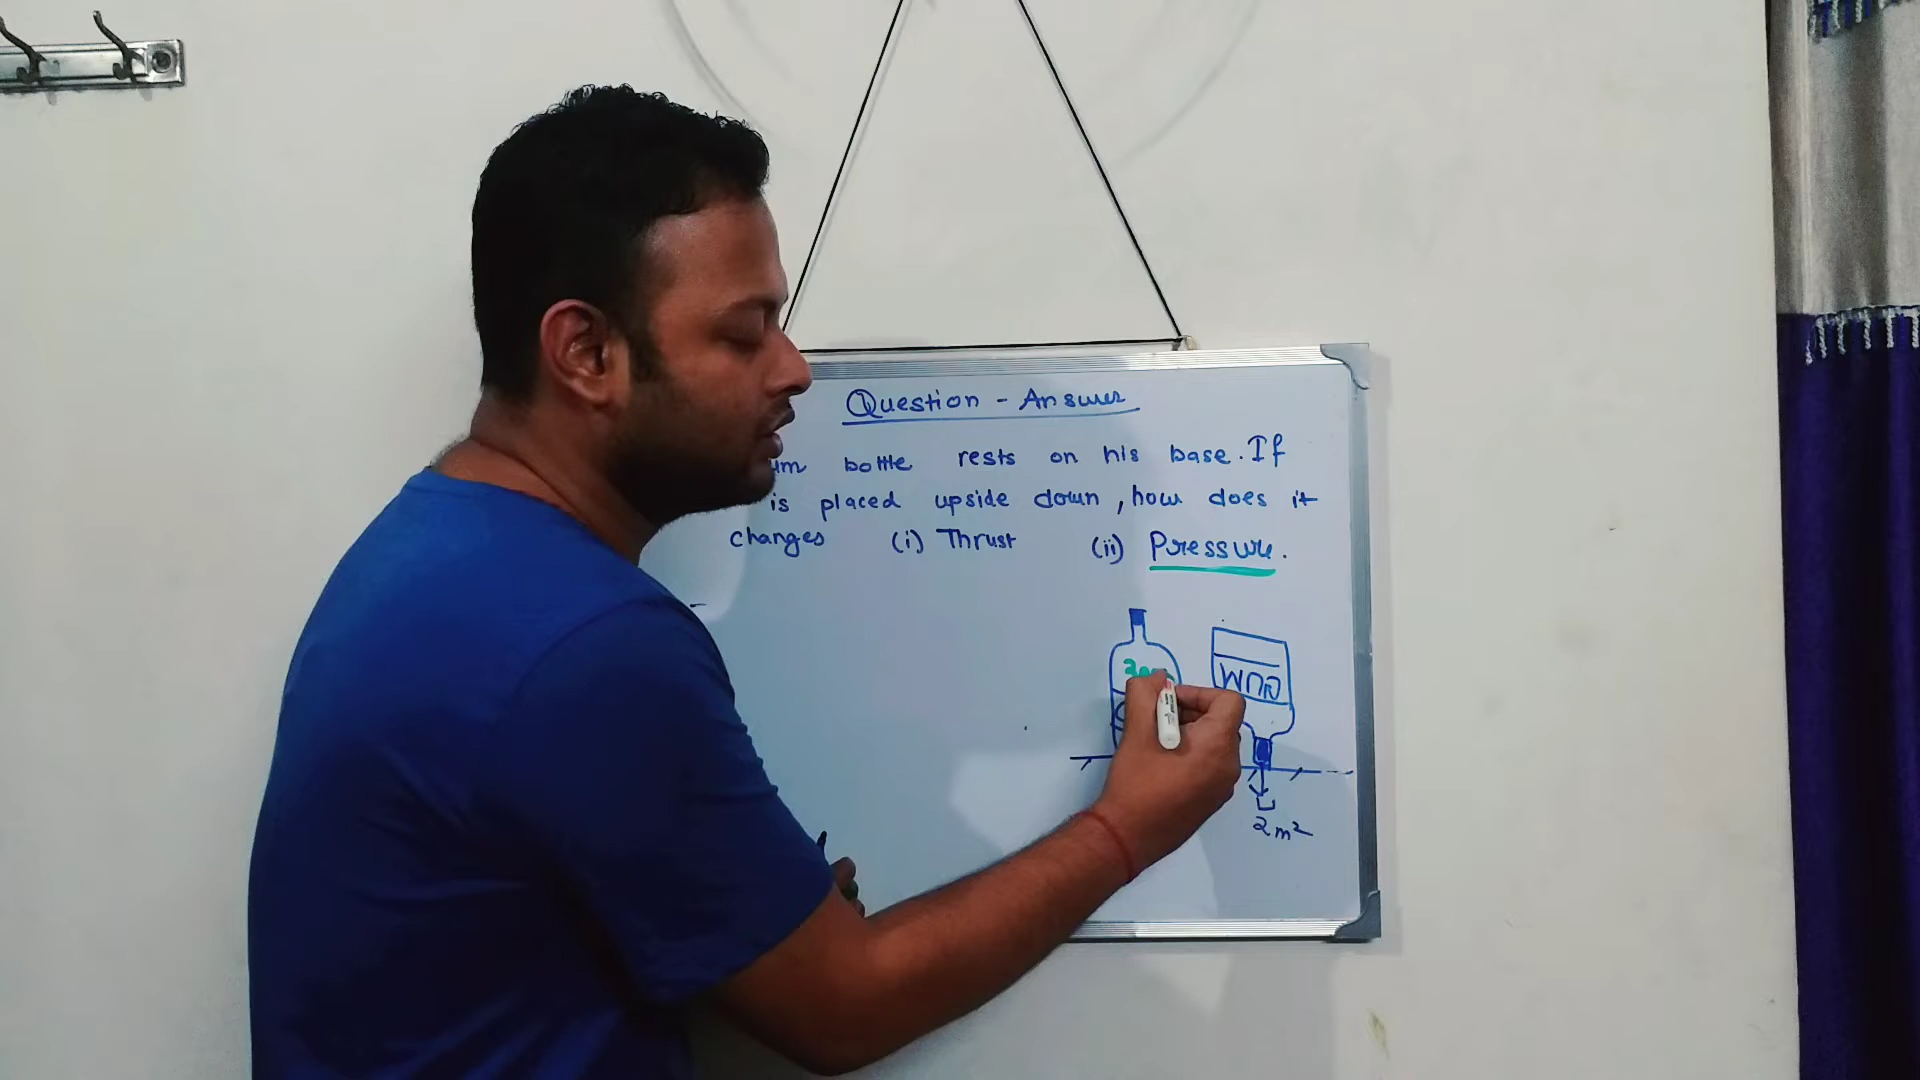 Question - Answer
um bottle rests on his base. If
is placed upside down, how does it
changes (i) Thrust (ii) Pressure.
2m²